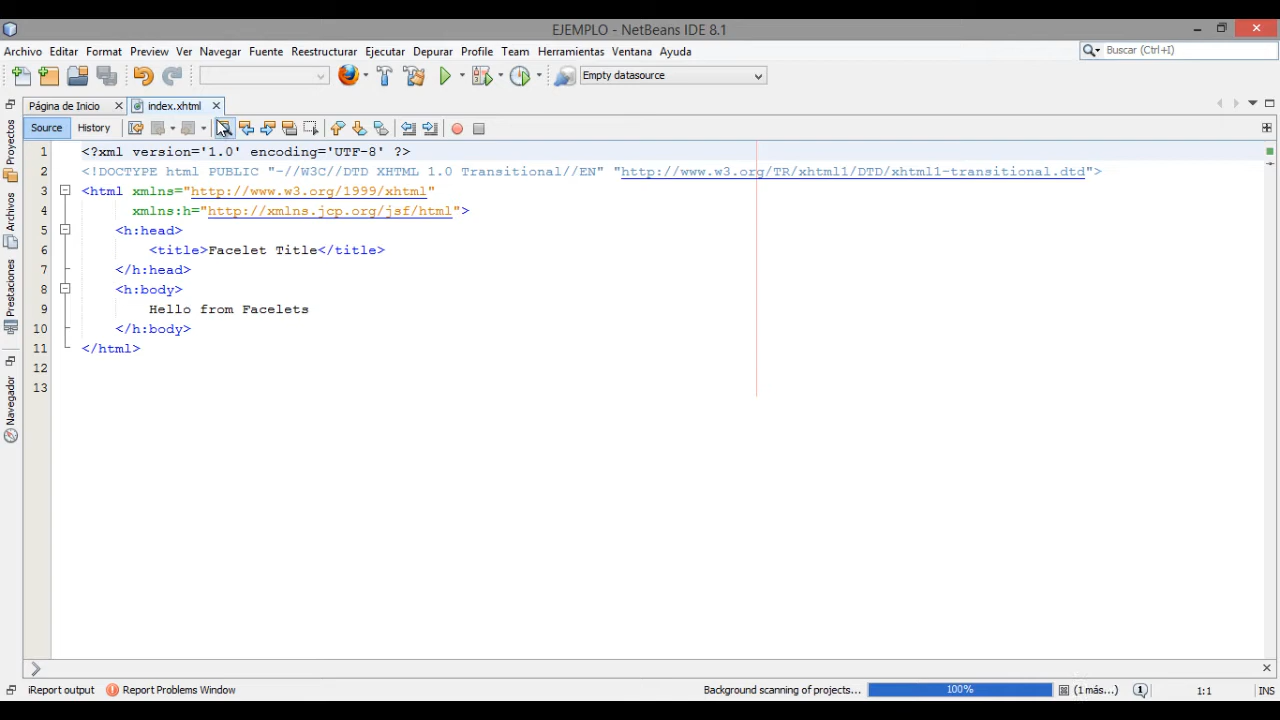 EJEMPLO - NetBeans IDE 8.1
Archivo Editar Format Preview Ver Navegar Fuente Reestructurar Ejecutar Depurar Profile Team Herramientas Ventana Ayuda
Buscar (Ctrl+I)
Empty datasource
Página de Inicio index.xhtml
Source History
Proyectos
Archivos
Prestaciones
Navegador
1 <?xml version='1.0' encoding='UTF-8' ?>
2 <!DOCTYPE html PUBLIC "-//W3C//DTD XHTML 1.0 Transitional//EN" "http://www.w3.org/TR/xhtml1/DTD/xhtml1-transitional.dtd">
3 <html xmlns="http://www.w3.org/1999/xhtml"
4 xmlns:h="http://xmlns.jcp.org/jsf/html">
5 <h:head>
6 <title>Facelet Title</title>
7 </h:head>
8 <h:body>
9 Hello from Facelets
10 </h:body>
11 </html>
12
13
iReport output Report Problems Window Background scanning of projects... 100% (1 más...) 1 1:1 INS